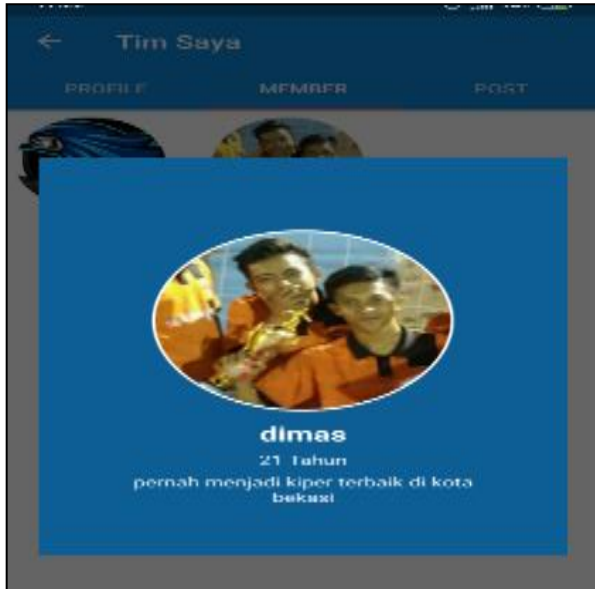 Tim Saya
PROFILE MEMBER POST
dimas
21 Tahun
pernah menjadi kiper terbaik di kota
bekasi